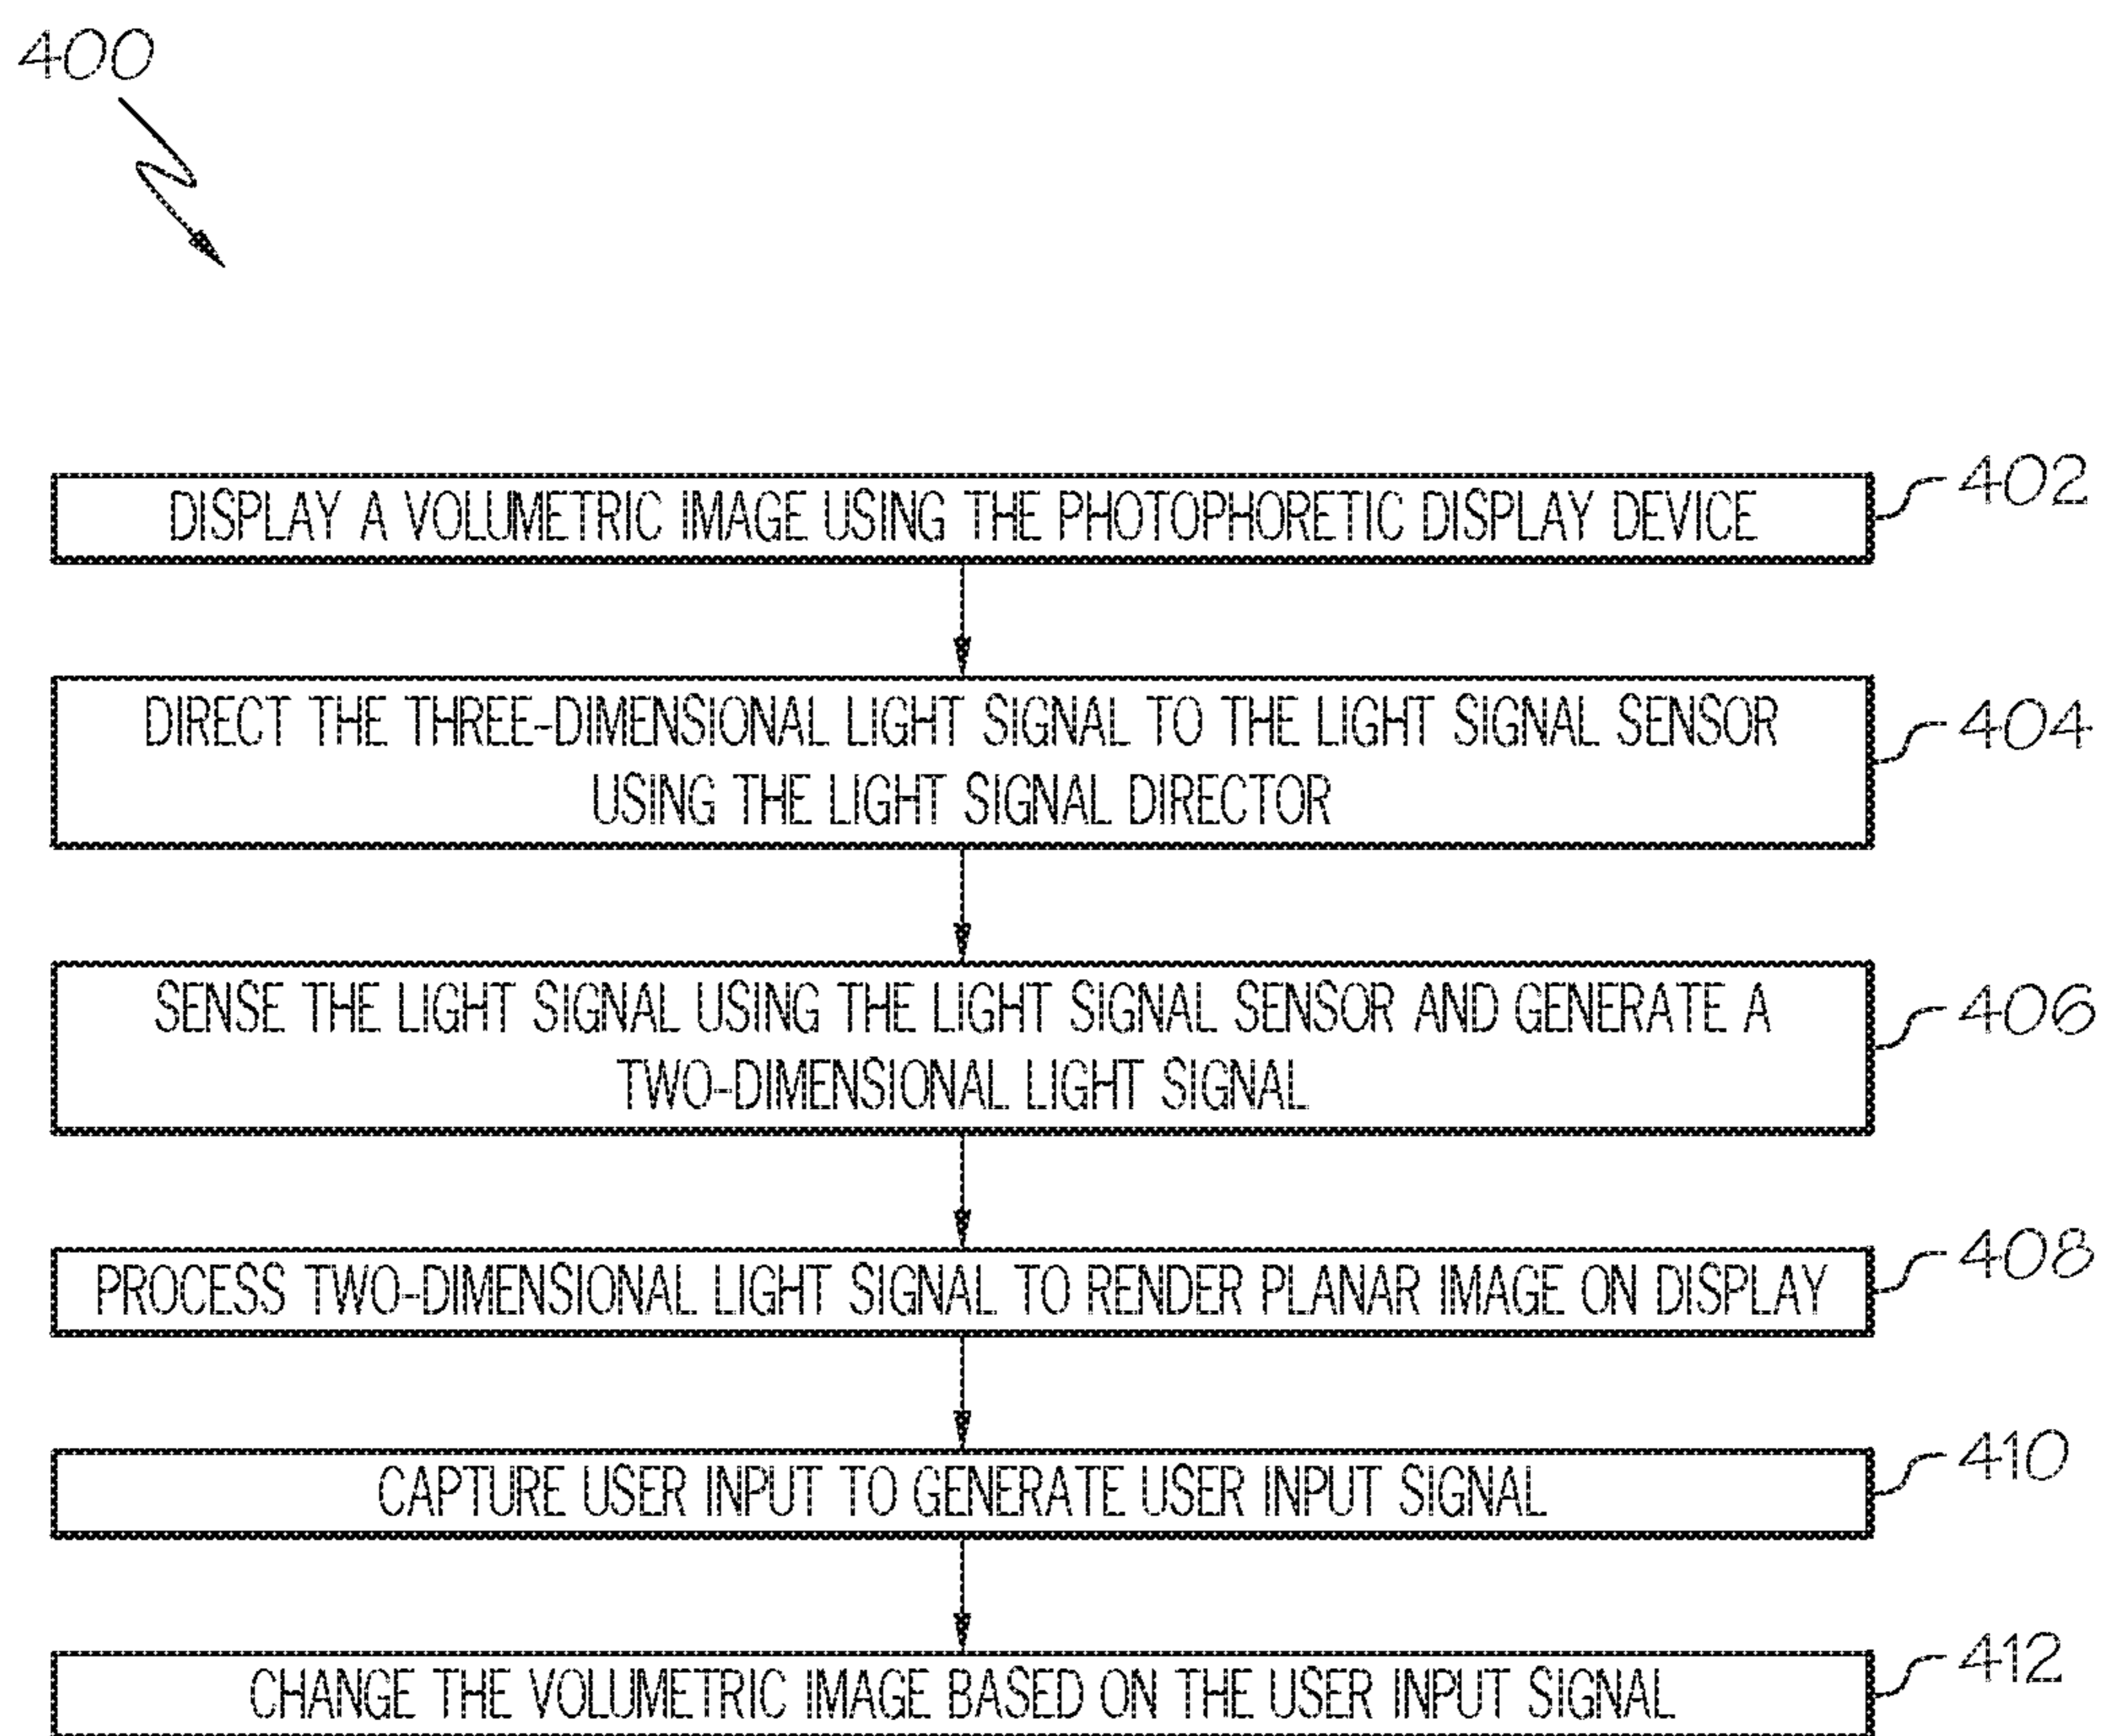 400
DISPLAY A VOLUMETRIC IMAGE USING THE PHOTOPHORETIC DISPLAY DEVICE
402
DIRECT THE THREE-DIMENSIONAL LIGHT SIGNAL TO THE LIGHT SIGNAL SENSOR
USING THE LIGHT SIGNAL DIRECTOR
404
SENSE THE LIGHT SIGNAL USING THE LIGHT SIGNAL SENSOR AND GENERATE A
TWO-DIMENSIONAL LIGHT SIGNAL
406
PROCESS TWO-DIMENSIONAL LIGHT SIGNAL TO RENDER PLANAR IMAGE ON DISPLAY
408
CAPTURE USER INPUT TO GENERATE USER INPUT SIGNAL
410
CHANGE THE VOLUMETRIC IMAGE BASED ON THE USER INPUT SIGNAL
412